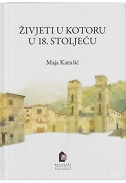 ŽIVJETI U KOTORU
U 18. STOLJEĆU
Maja Katušić